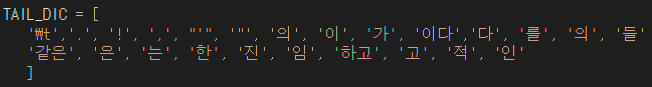 TAIL_DIC = [
'₩t','.', '!', ',', "'", '"', '의', '이', '가', '이다','다', '를', '의', '들'
'같은', '은', '는', '한', '진', '임', '하고', '고', '적', '인'
]